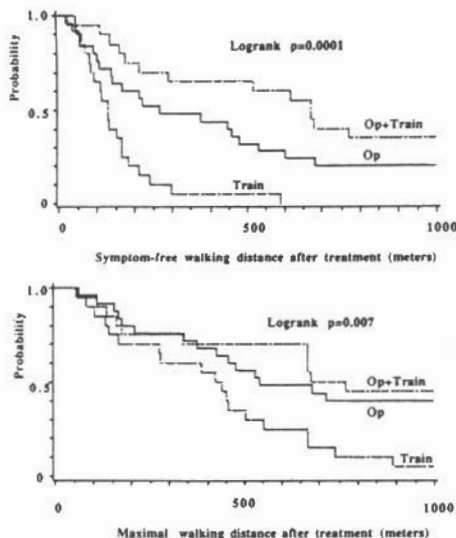 1.0
Logrank p=0.0001
Probability
0.5
Op+Train
Op
Train
0
0 500 1000
Symptom-free walking distance after treatment (meters)
1.0
Logrank p=0.007
Probability
0.5
Op+Train
Op
Train
0
0 500 1000
Maximal walking distance after treatment (meters)